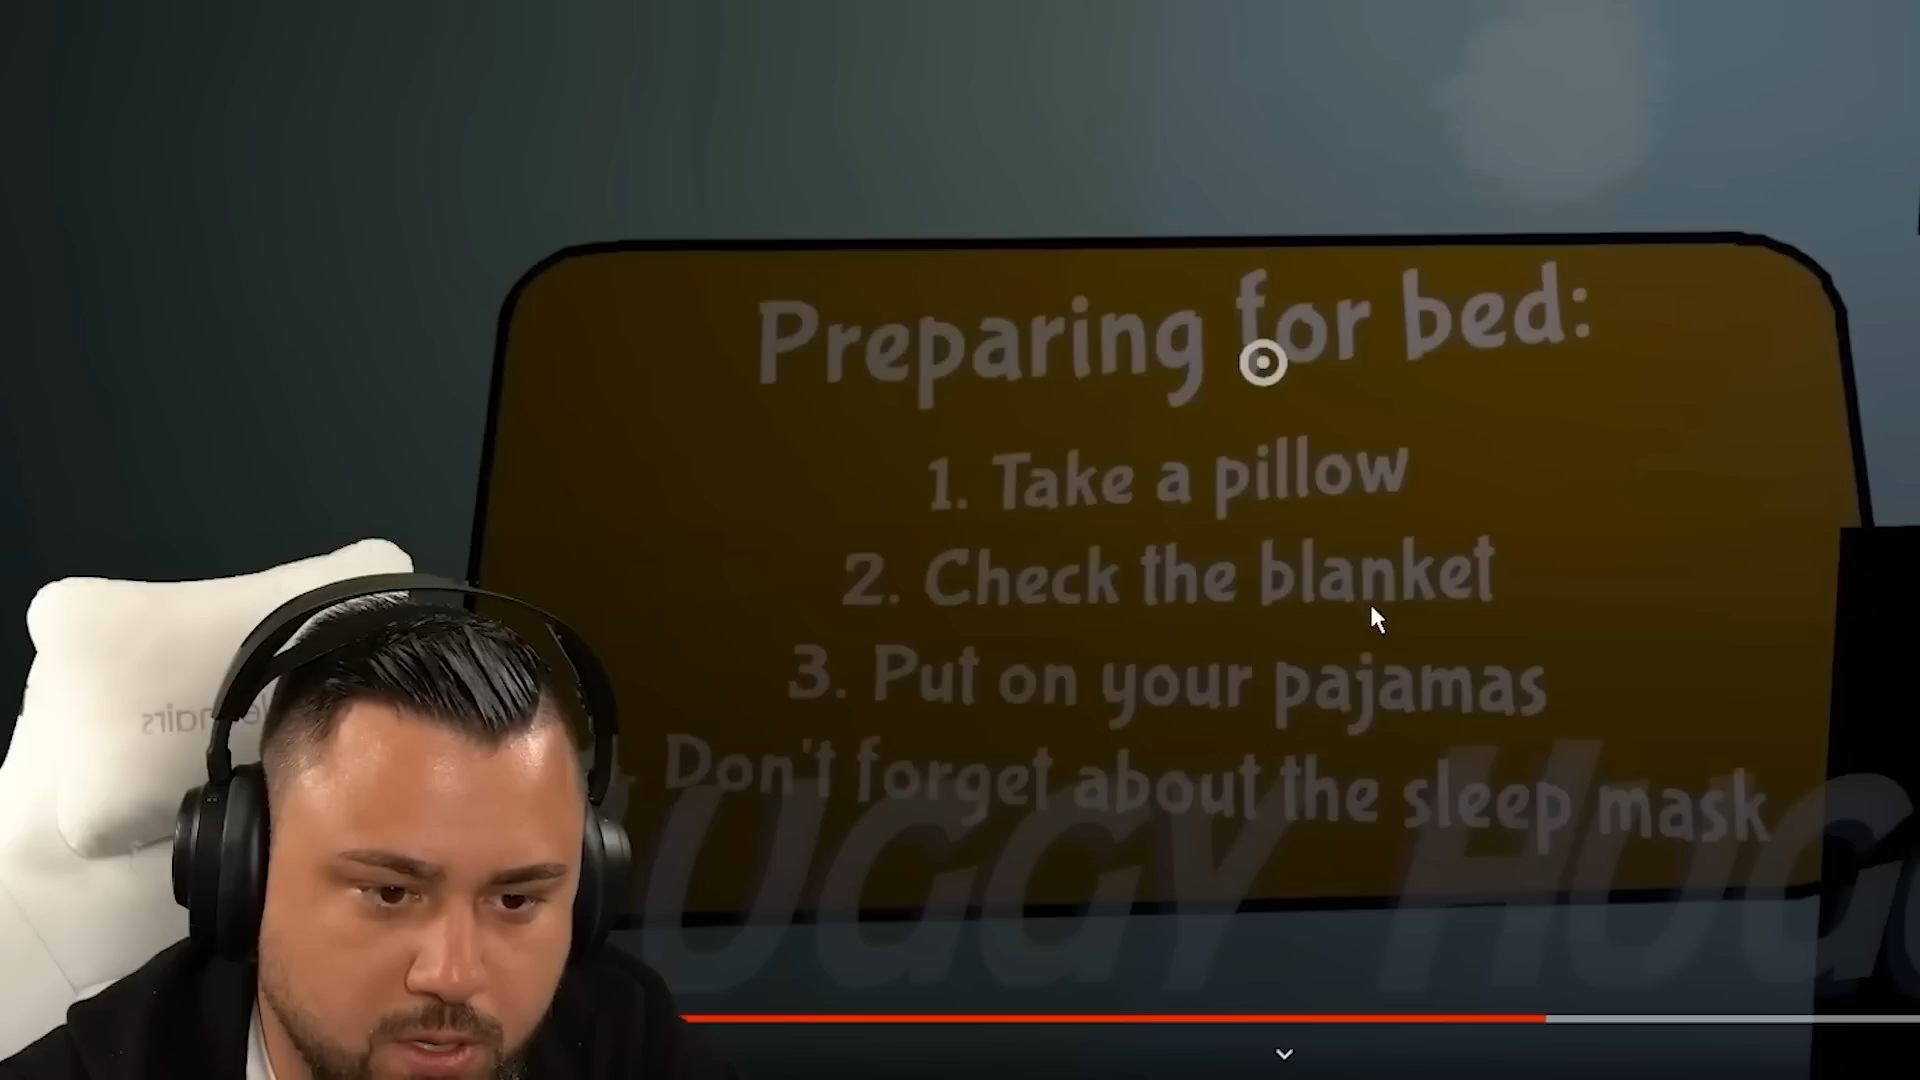 Preparing for bed:
1. Take a pillow
2. Check the blanket
3. Put on your pajamas
Don't forget about the sleep mask